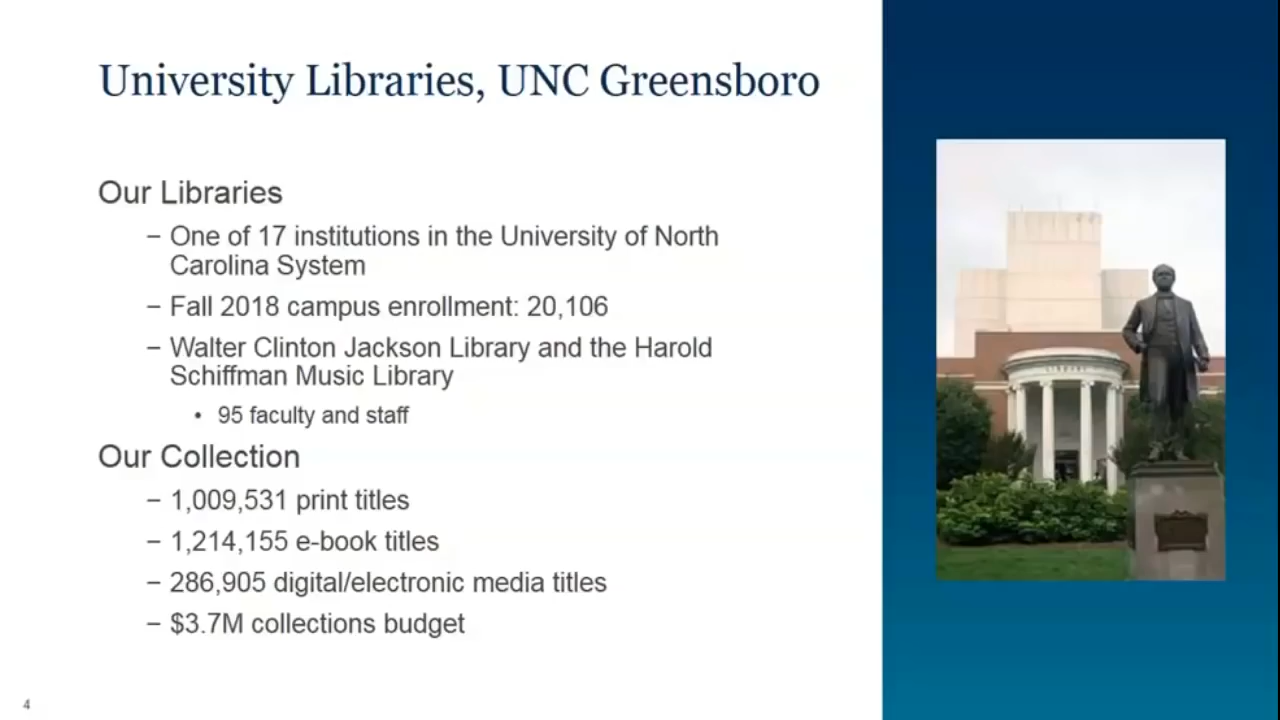 University Libraries, UNC Greensboro
Our Libraries
– One of 17 institutions in the University of North
Carolina System
– Fall 2018 campus enrollment: 20,106
– Walter Clinton Jackson Library and the Harold
Schiffman Music Library
• 95 faculty and staff
Our Collection
– 1,009,531 print titles
– 1,214,155 e-book titles
– 286,905 digital/electronic media titles
– $3.7M collections budget
LIBRARY
4